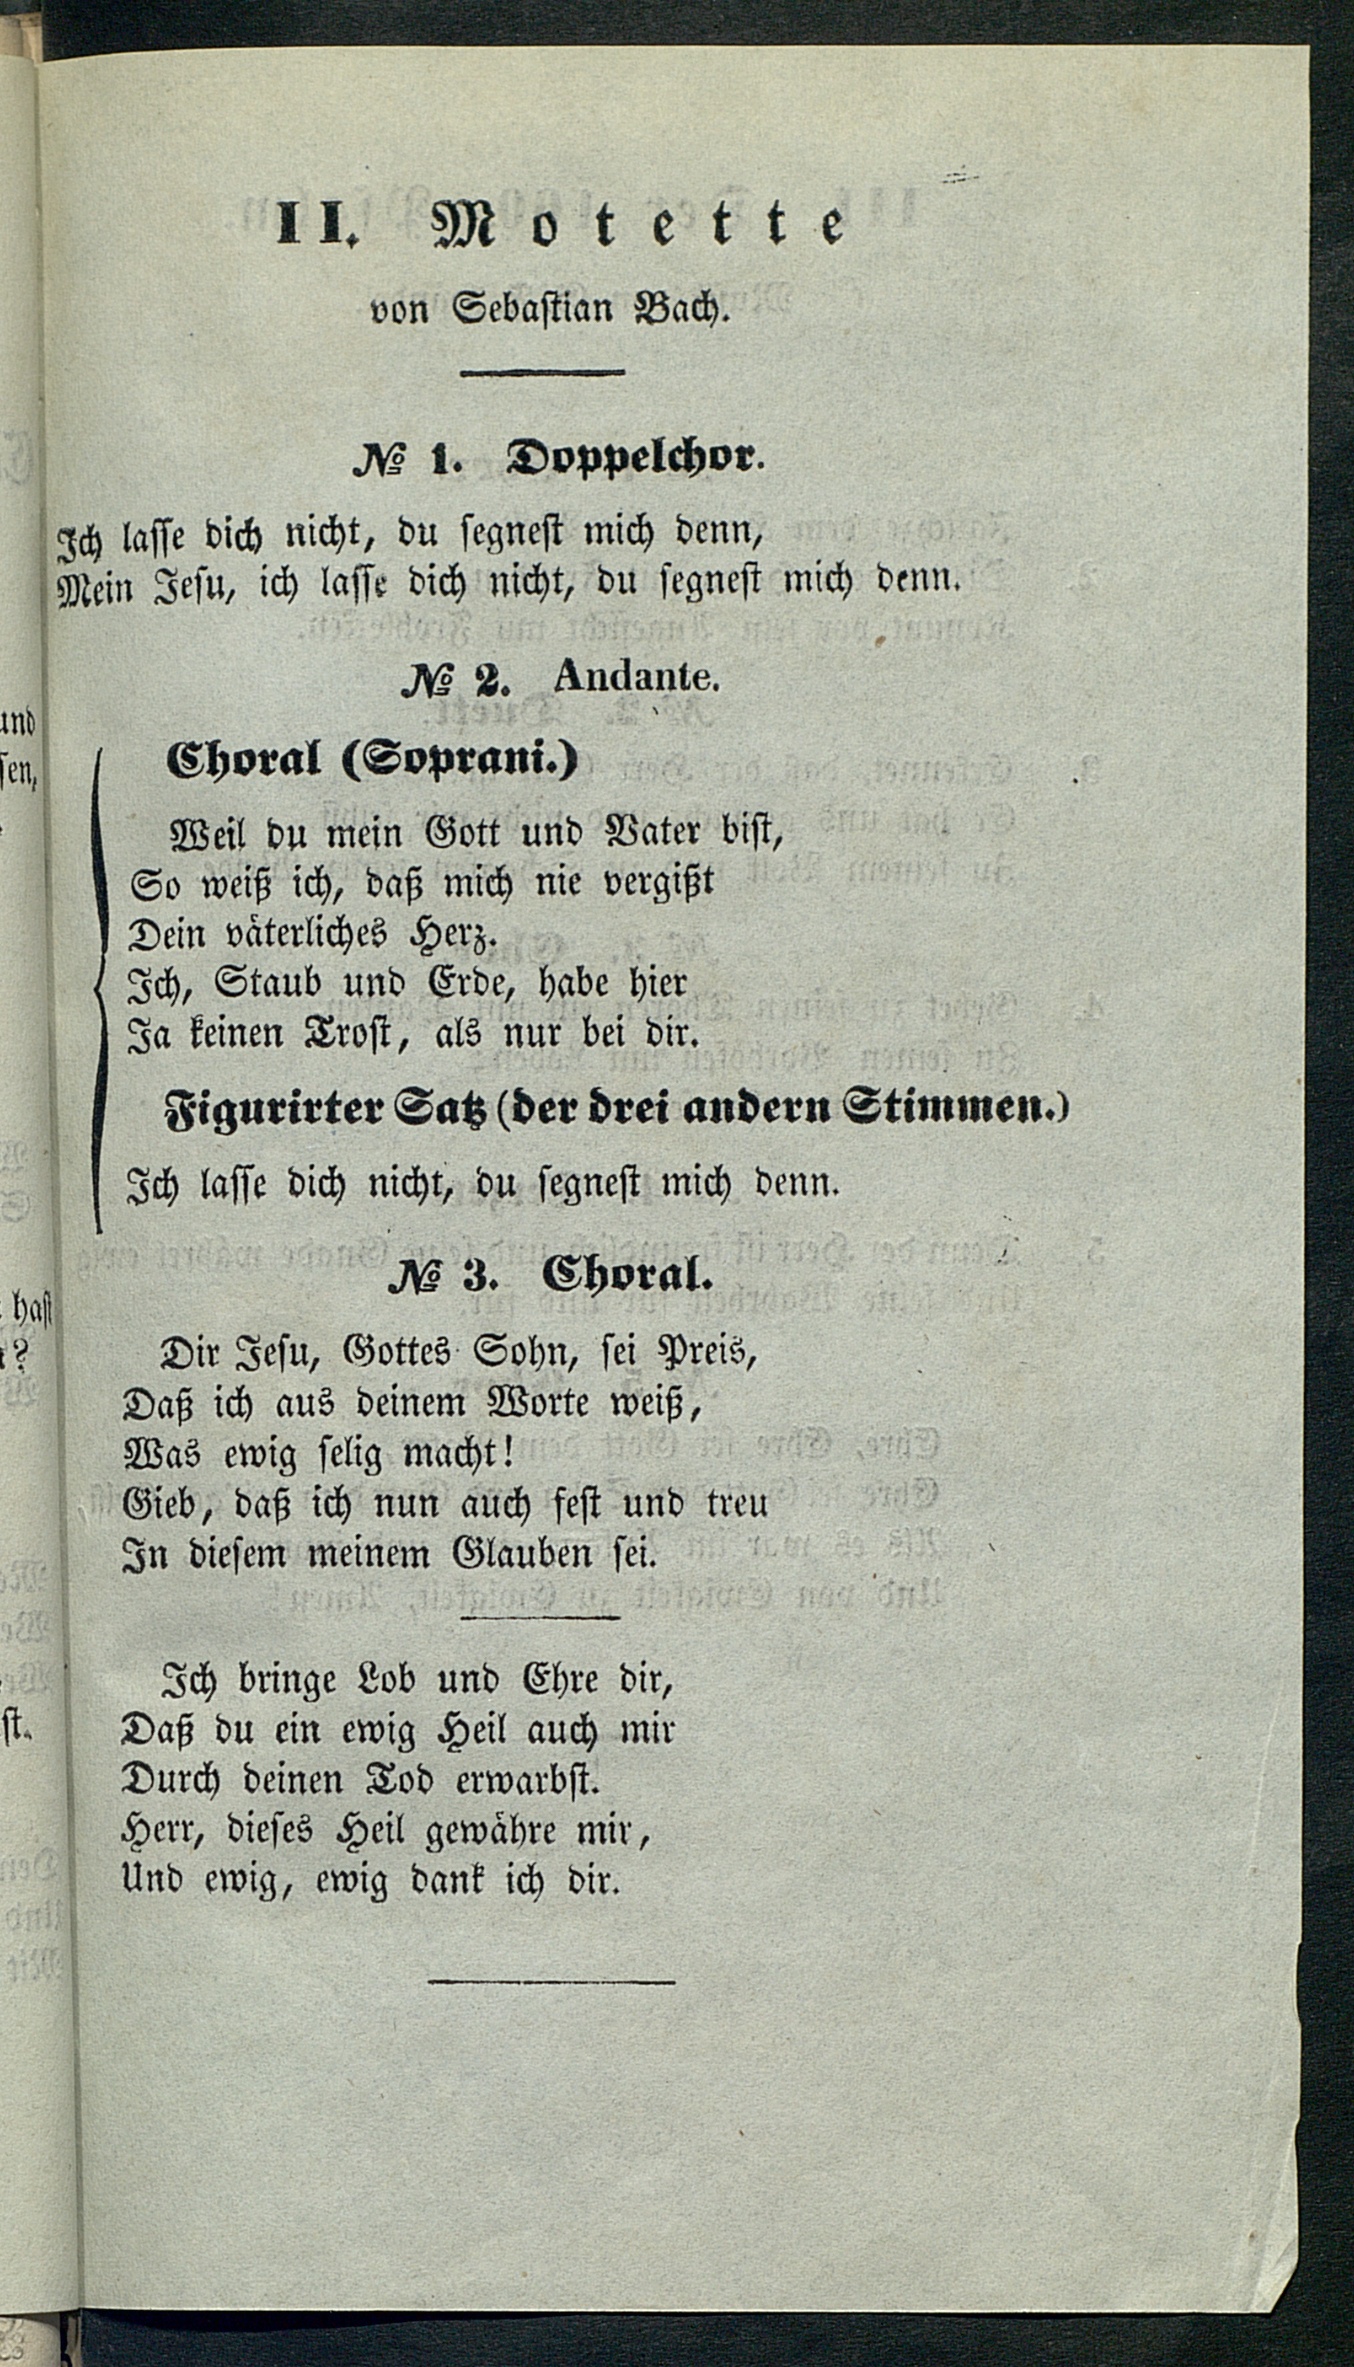 II. Motette
von Sebastian Bach.
№ 1. Doppelchor.
Ich lasse dich nicht, du segnest mich denn,
Mein Jesu, ich lasse dich nicht, du segnest mich denn.
№ 2. Andante.
Choral (Soprani.)
Weil du mein Gott und Vater bist,
So weiß ich, daß mich nie vergißt
Dein väterliches Herz.
Ich, Staub und Erde, habe hier
Ja keinen Trost, als nur bei dir.
Figurirter Satz (der drei andern Stimmen.)
Ich lasse dich nicht, du segnest mich denn.
№ 3. Choral.
Dir Jesu, Gottes Sohn, sei Preis,
Daß ich aus deinem Worte weiß,
Was ewig selig macht!
Gieb, daß ich nun auch fest und treu
In diesem meinem Glauben sei.
Ich bringe Lob und Ehre dir,
Daß du ein ewig Heil auch mir
Durch deinen Tod erwarbst.
Herr, dieses Heil gewähre mir,
Und ewig, ewig dank ich dir.